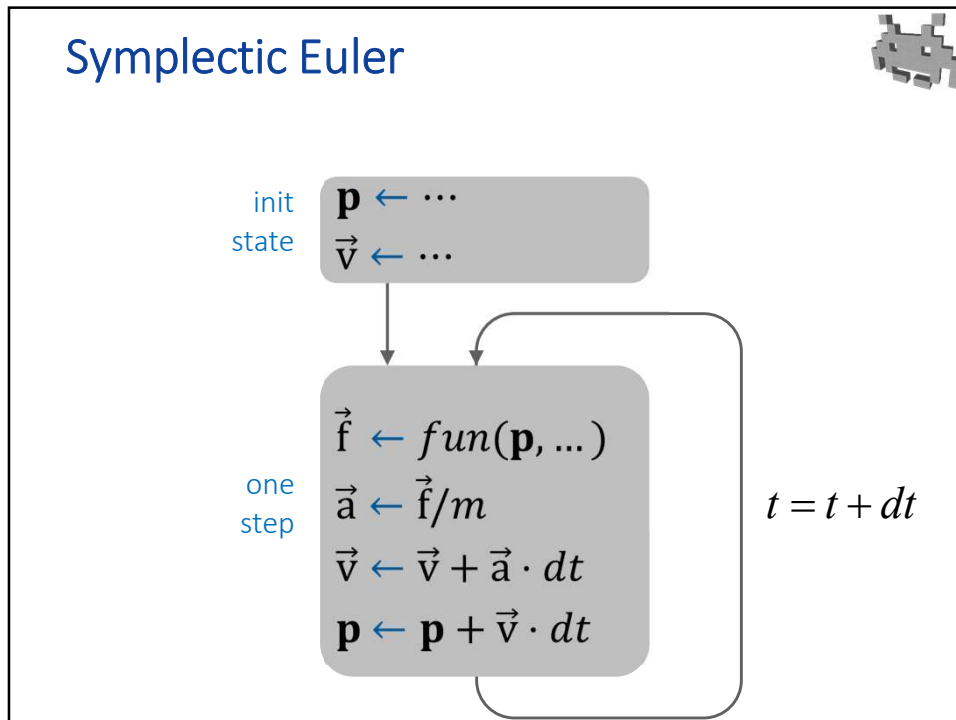 Symplectic Euler
init
state
𝐩 ← ⋯
v⃗ ← ⋯
one
step
f⃗ ← 𝑓𝑢𝑛(𝐩, … )
a⃗ ← f⃗/𝑚
v⃗ ← v⃗ + a⃗ · 𝑑𝑡
𝐩 ← 𝐩 + v⃗ · 𝑑𝑡
t = t + dt